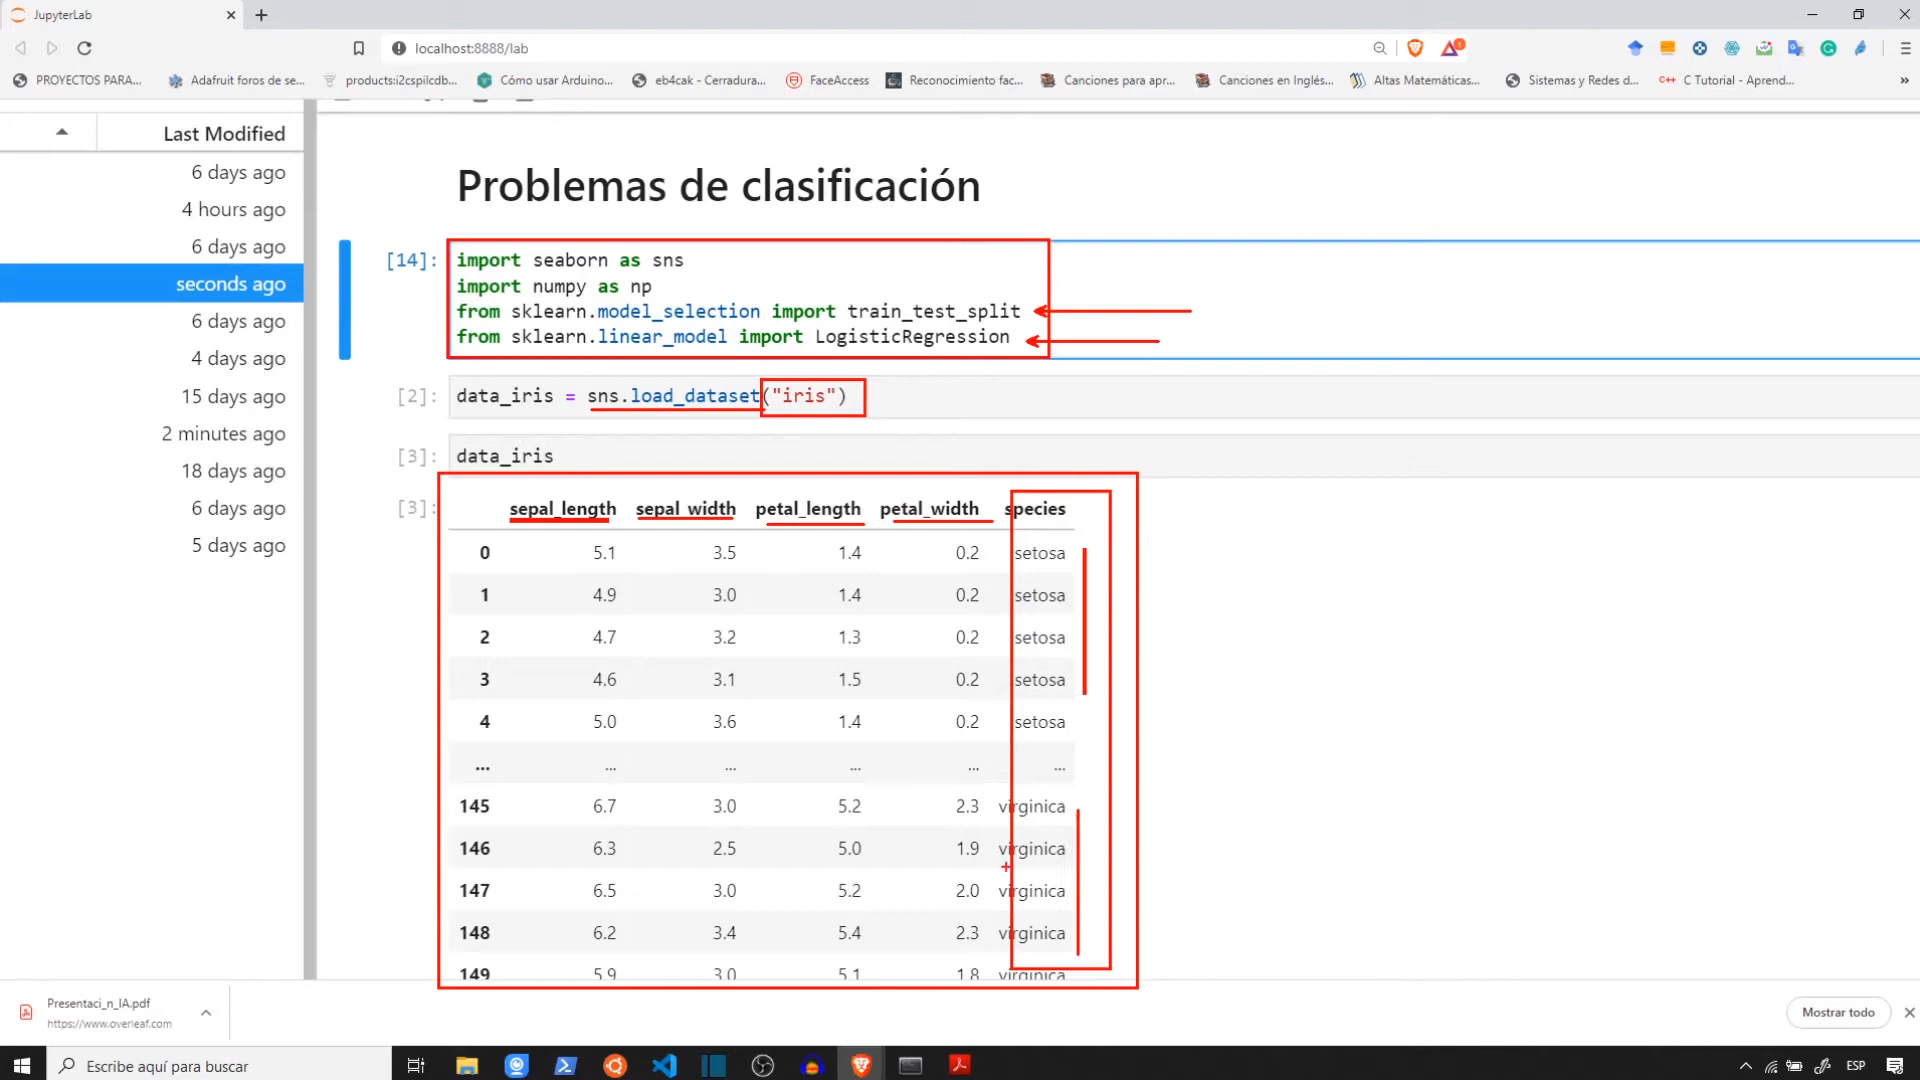 JupyterLab
localhost:8888/lab
PROYECTOS PARA...
Adafruit foros de se...
products:i2cspilcdb...
Cómo usar Arduino...
eb4cak - Cerradura...
FaceAccess
Reconocimiento fac...
Canciones para apr...
Canciones en Inglés...
Altas Matemáticas...
Sistemas y Redes d...
C Tutorial - Aprend...
Last Modified
6 days ago
4 hours ago
6 days ago
seconds ago
6 days ago
4 days ago
15 days ago
2 minutes ago
18 days ago
6 days ago
5 days ago
Problemas de clasificación
[14]: import seaborn as sns
import numpy as np
from sklearn.model_selection import train_test_split
from sklearn.linear_model import LogisticRegression
[2]: data_iris = sns.load_dataset("iris")
[3]: data_iris
[3]: sepal_length sepal_width petal_length petal_width species
0 5.1 3.5 1.4 0.2 setosa
1 4.9 3.0 1.4 0.2 setosa
2 4.7 3.2 1.3 0.2 setosa
3 4.6 3.1 1.5 0.2 setosa
4 5.0 3.6 1.4 0.2 setosa
... ... ... ... ... ...
145 6.7 3.0 5.2 2.3 virginica
146 6.3 2.5 5.0 1.9 virginica
147 6.5 3.0 5.2 2.0 virginica
148 6.2 3.4 5.4 2.3 virginica
149 5.9 3.0 5.1 1.8 virginica
Presentaci_n_IA.pdf
https://www.overleaf.com
Mostrar todo
Escribe aquí para buscar
ESP